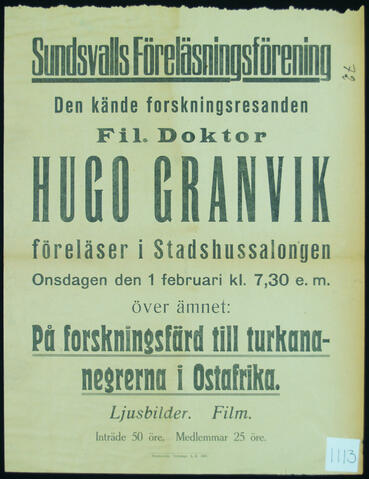 Sundsvalls Föreläsningsförening
72
Den kände forskningsresanden
Fil. Doktor
HUGO GRANVIK
föreläser i Stadshussalongen
Onsdagen den 1 februari kl. 7,30 e. m.
över ämnet:
På forskningsfärd till turkana-
negrerna i Ostafrika.
Ljusbilder. Film.
Inträde 50 öre. Medlemmar 25 öre.
1113